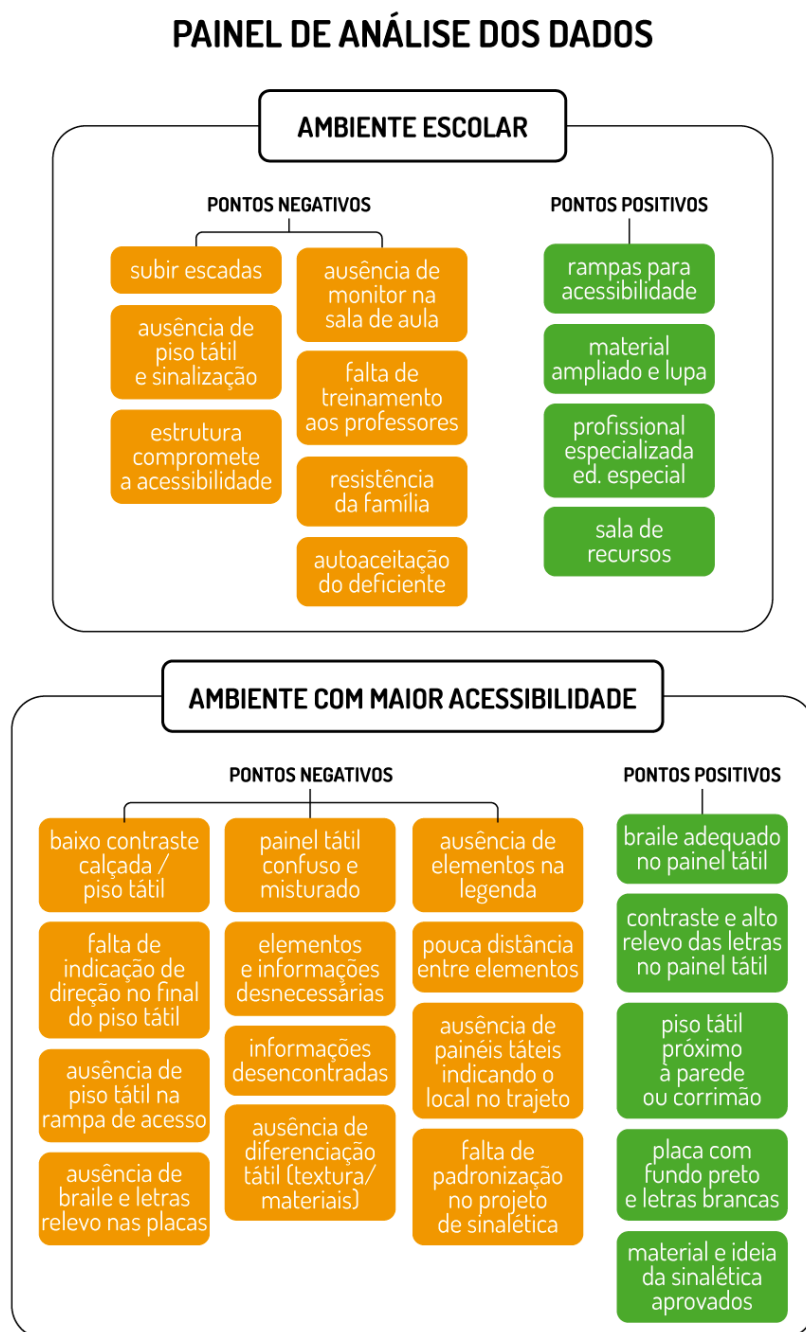 PAINEL DE ANÁLISE DOS DADOS
AMBIENTE ESCOLAR
PONTOS NEGATIVOS
subir escadas
ausência de
piso tátil
e sinalização
estrutura
compromete
a acessibilidade
ausência de
monitor na
sala de aula
falta de
treinamento
aos professores
resistência
da família
autoaceitação
do deficiente
PONTOS POSITIVOS
rampas para
acessibilidade
material
ampliado e lupa
profissional
especializada
ed. especial
sala de
recursos
AMBIENTE COM MAIOR ACESSIBILIDADE
PONTOS NEGATIVOS
baixo contraste
calçada /
piso tátil
falta de
indicação de
direção no final
do piso tátil
ausência de
piso tátil na
rampa de acesso
ausência de
braile e letras
relevo nas placas
painel tátil
confuso e
misturado
elementos
e informações
desnecessárias
informações
desencontradas
ausência de
diferenciação
tátil (textura/
materiais)
ausência de
elementos na
legenda
pouca distância
entre elementos
ausência de
painéis táteis
indicando o
local no trajeto
falta de
padronização
no projeto
de sinalética
PONTOS POSITIVOS
braile adequado
no painel tátil
contraste e alto
relevo das letras
no painel tátil
piso tátil
próximo
à parede
ou corrimão
placa com
fundo preto
e letras brancas
material e ideia
da sinalética
aprovados